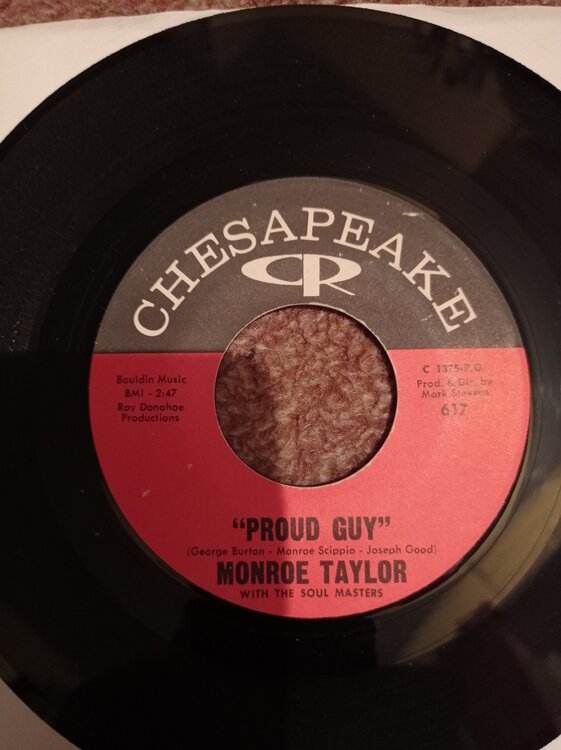 CHESAPEAKE
CR
Bouldin Music
BMI - 2:47
Ray Donahoe
Productions
C 1375-P.G.
Prod. & Dir. by
Mark Stevens
617
"PROUD GUY"
(George Burton - Monroe Scippio - Joseph Good)
MONROE TAYLOR
WITH THE SOUL MASTERS